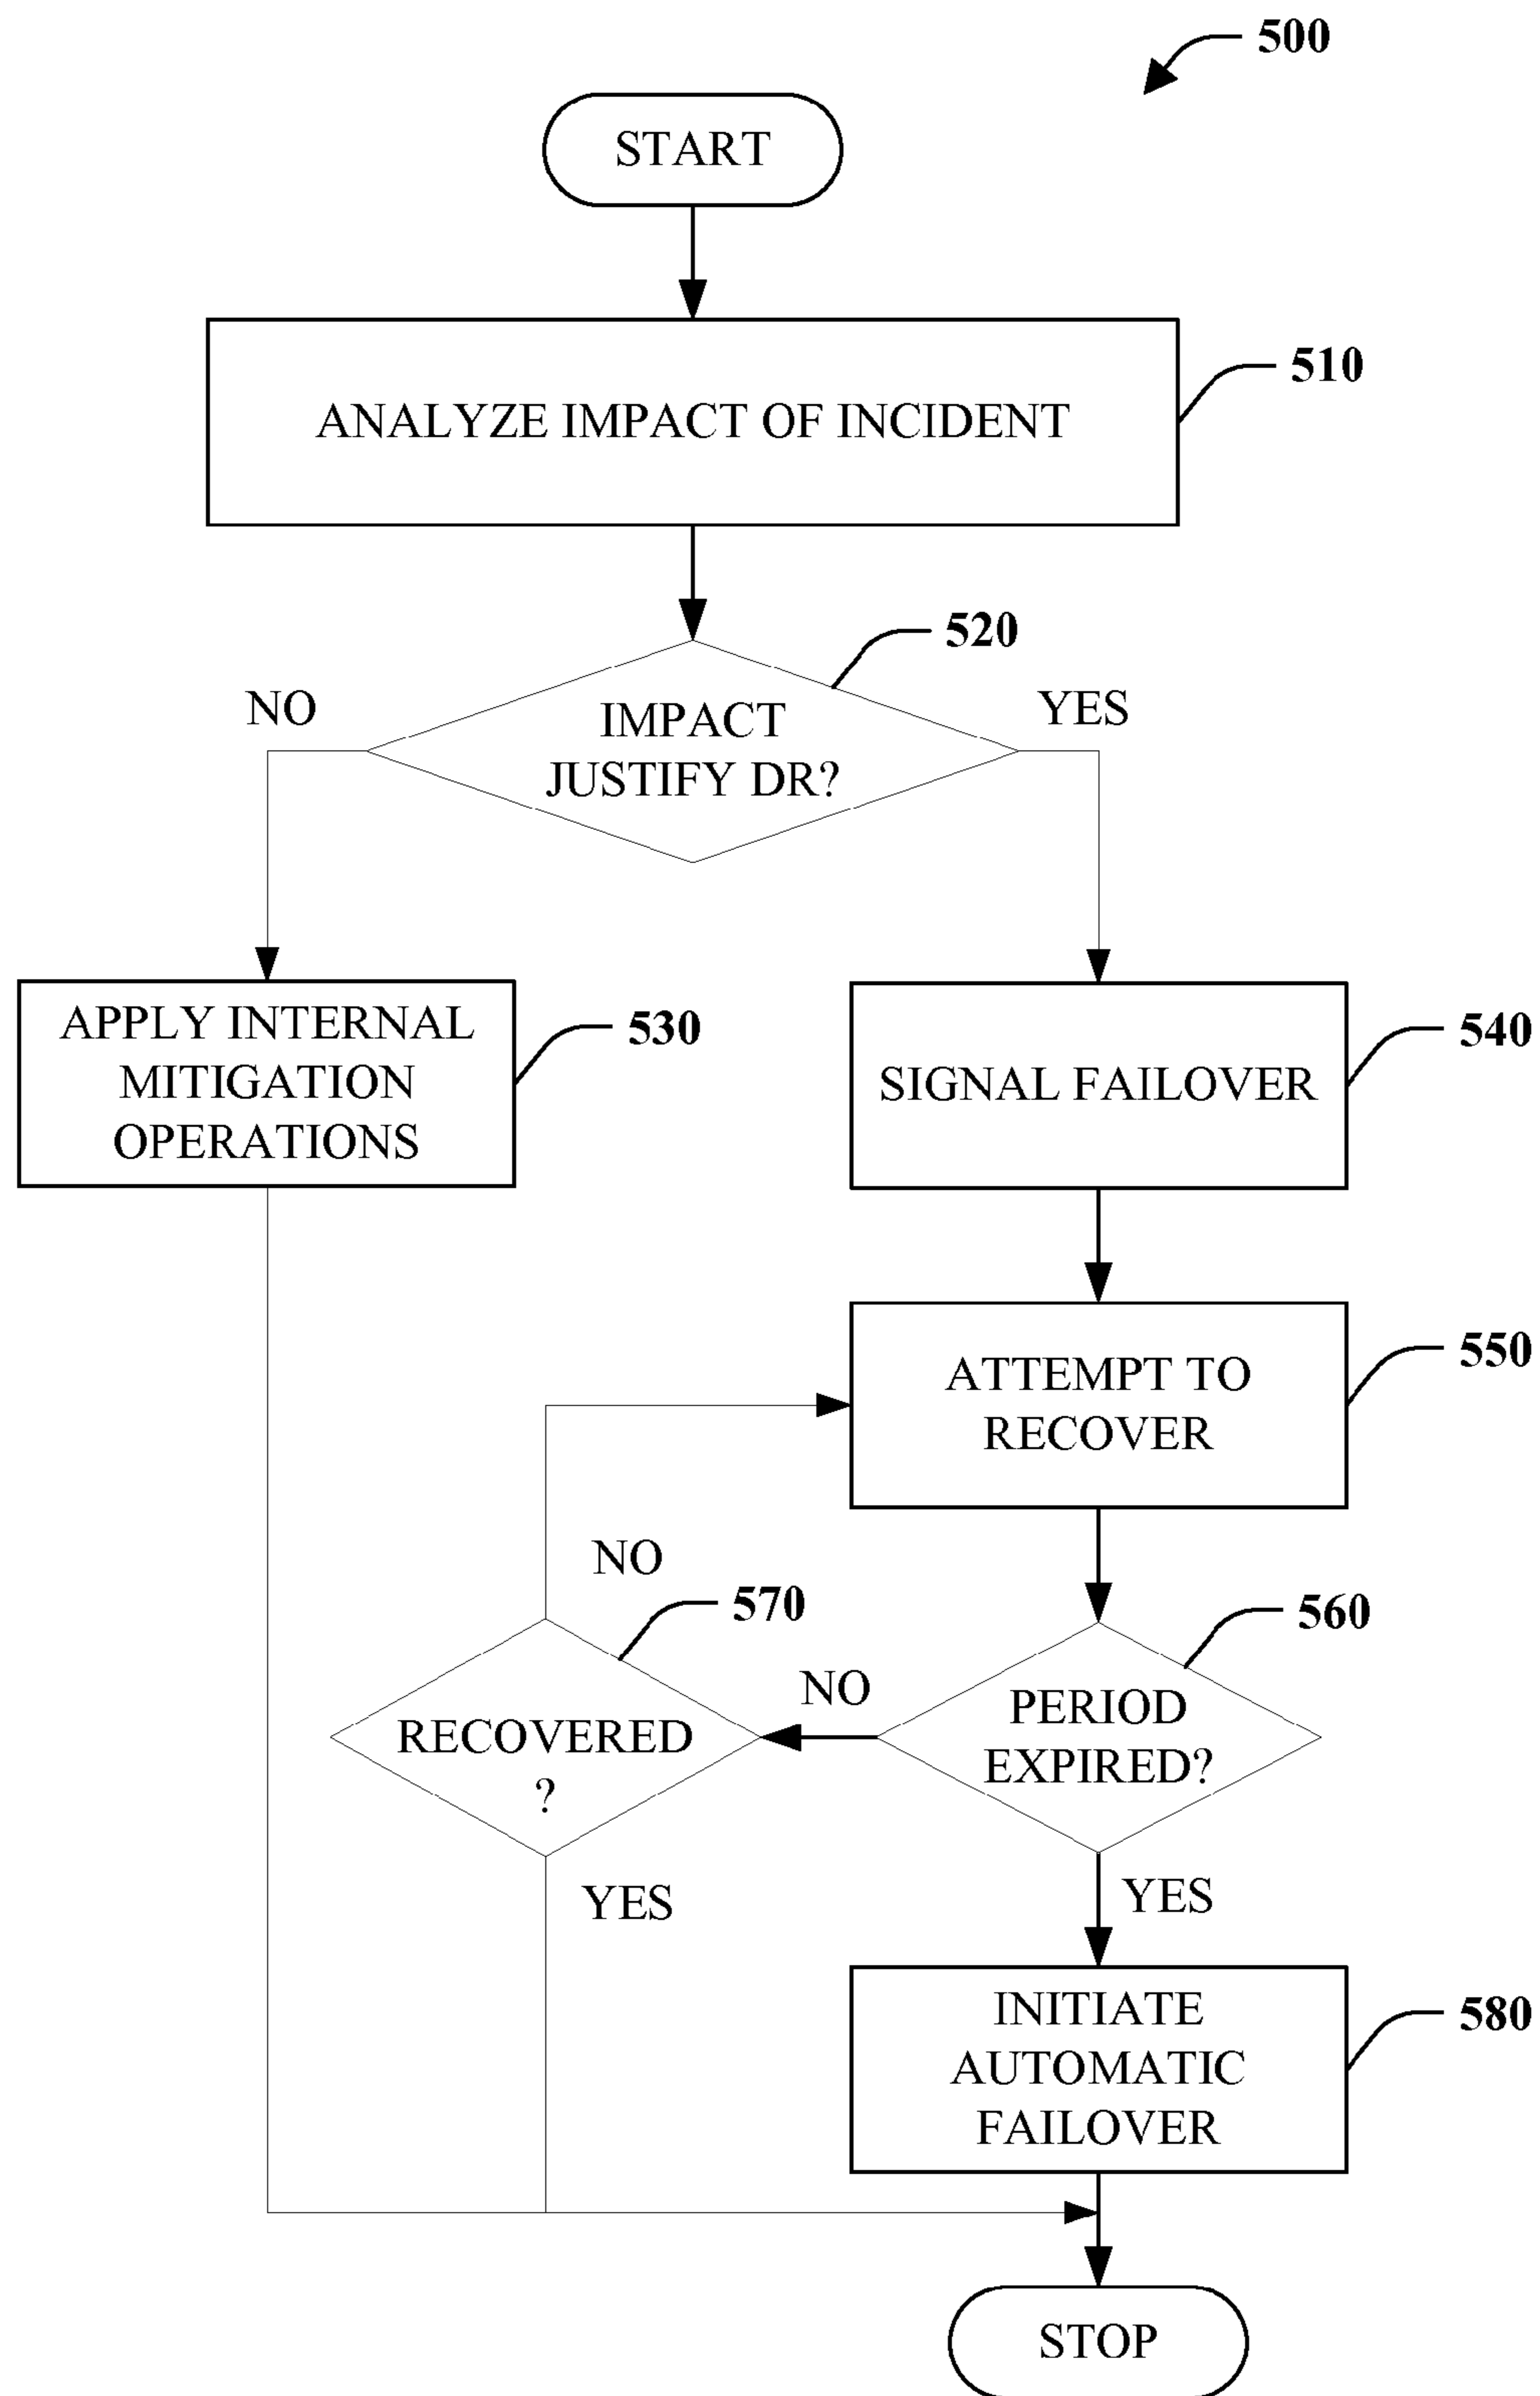 500
START
510
ANALYZE IMPACT OF INCIDENT
520
NO
YES
IMPACT
JUSTIFY DR?
APPLY INTERNAL
MITIGATION
OPERATIONS
530
540
SIGNAL FAILOVER
550
ATTEMPT TO
RECOVER
NO
570
560
NO
RECOVERED
?
PERIOD
EXPIRED?
YES
YES
INITIATE
AUTOMATIC
FAILOVER
580
STOP